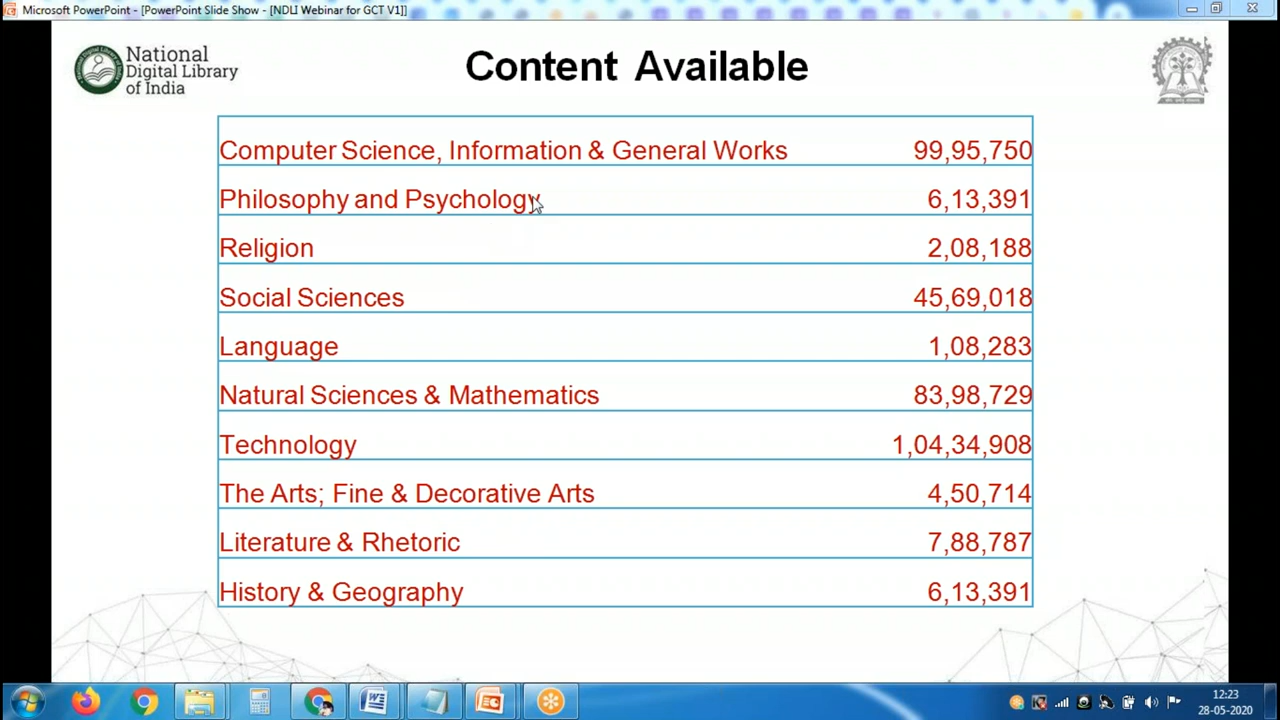 Microsoft PowerPoint - [PowerPoint Slide Show - [NDLI Webinar for GCT V1]]
National
Digital Library
of India
Content Available
Computer Science, Information & General Works 99,95,750
Philosophy and Psychology 6,13,391
Religion 2,08,188
Social Sciences 45,69,018
Language 1,08,283
Natural Sciences & Mathematics 83,98,729
Technology 1,04,34,908
The Arts; Fine & Decorative Arts 4,50,714
Literature & Rhetoric 7,88,787
History & Geography 6,13,391
12:23
28-05-2020